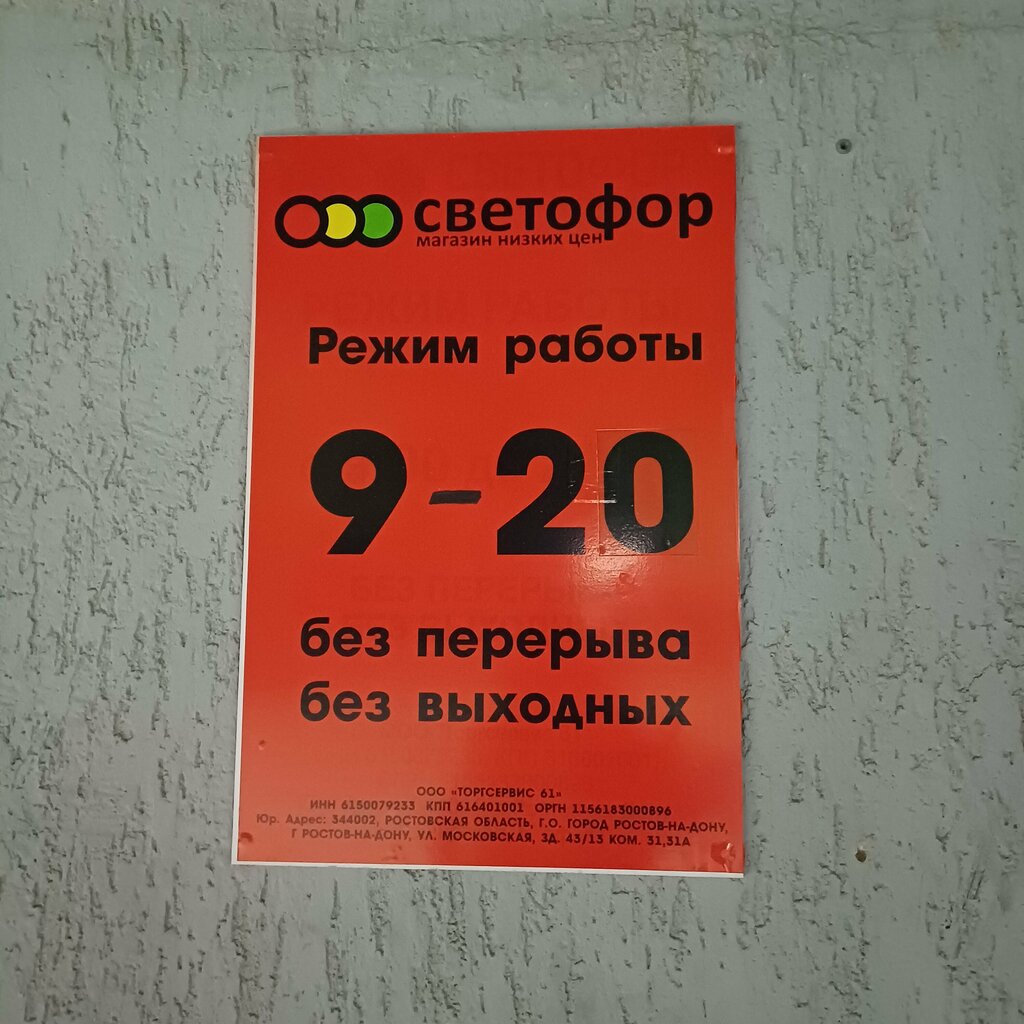 светофор
магазин низких цен
Режим работы
9-20
без перерыва
без выходных
ООО «ТОРГСЕРВИС 61»
ИНН 6150079233 КПП 616401001 ОРГН 1156183000896
Юр. Адрес: 344002, РОСТОВСКАЯ ОБЛАСТЬ, Г.О. ГОРОД РОСТОВ-НА-ДОНУ,
Г РОСТОВ-НА-ДОНУ, УЛ. МОСКОВСКАЯ, ЗД. 43/13 КОМ. 31,31А